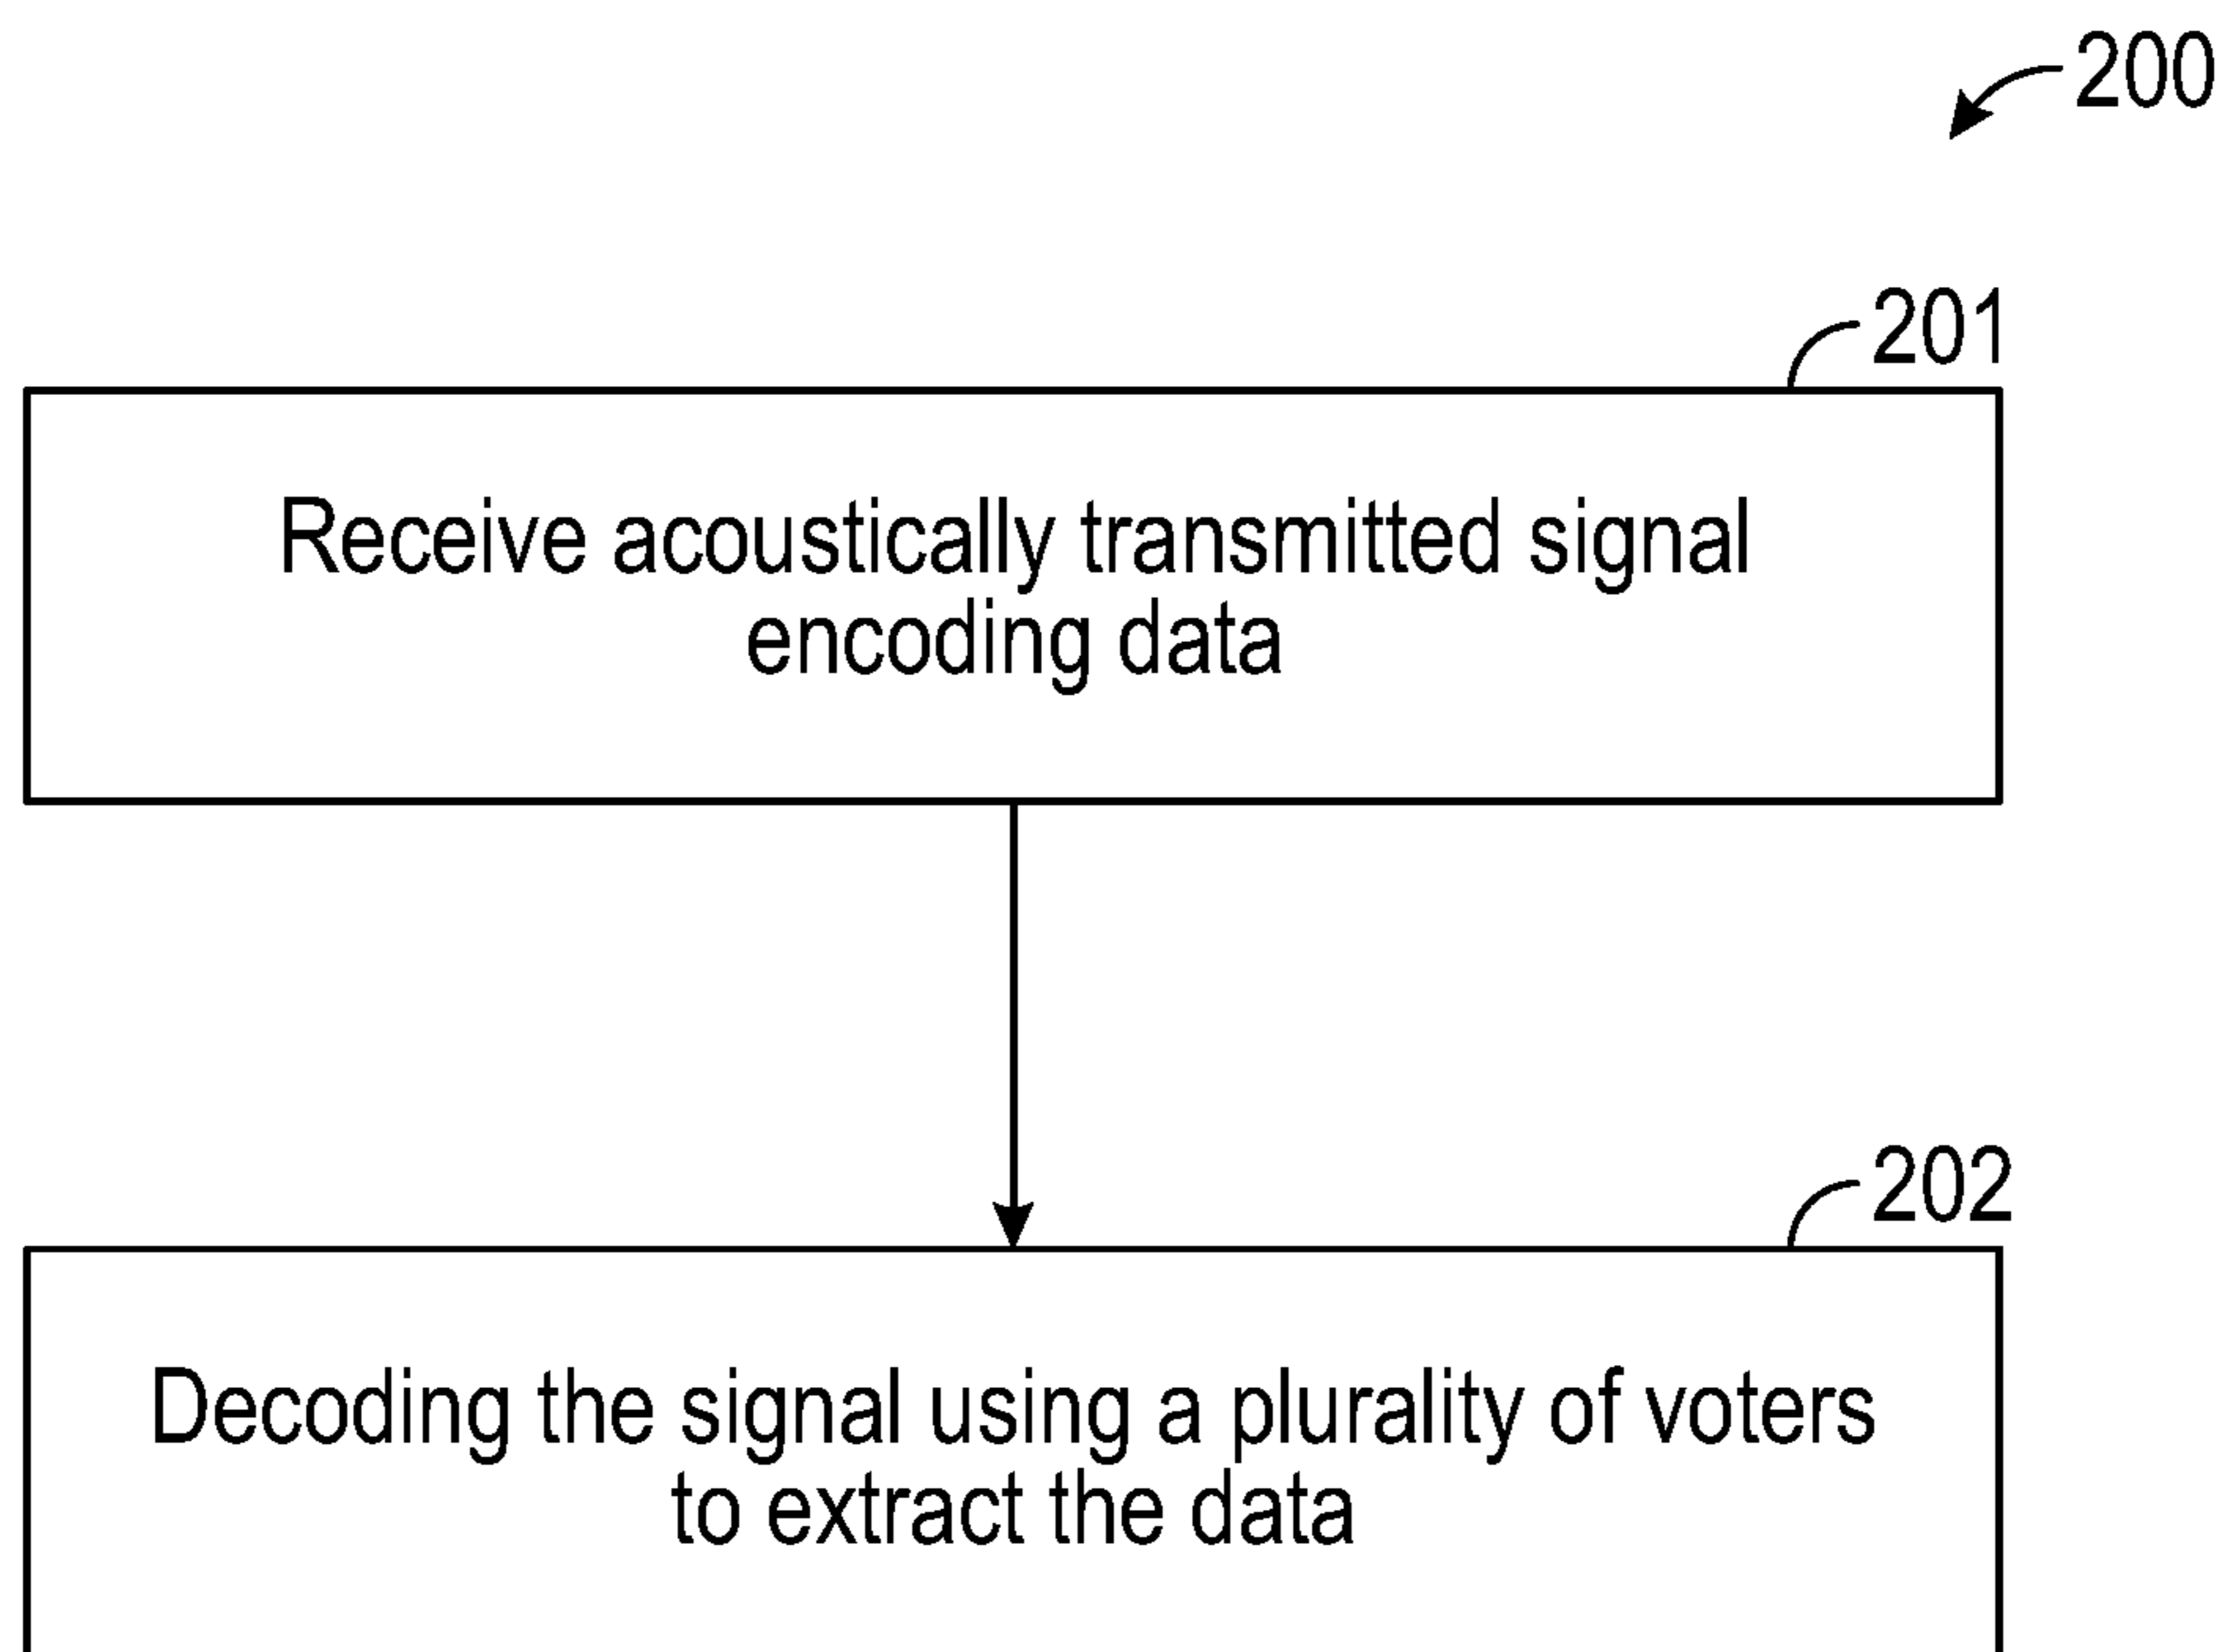 200
201
Receive acoustically transmitted signal
encoding data
202
Decoding the signal using a plurality of voters
to extract the data